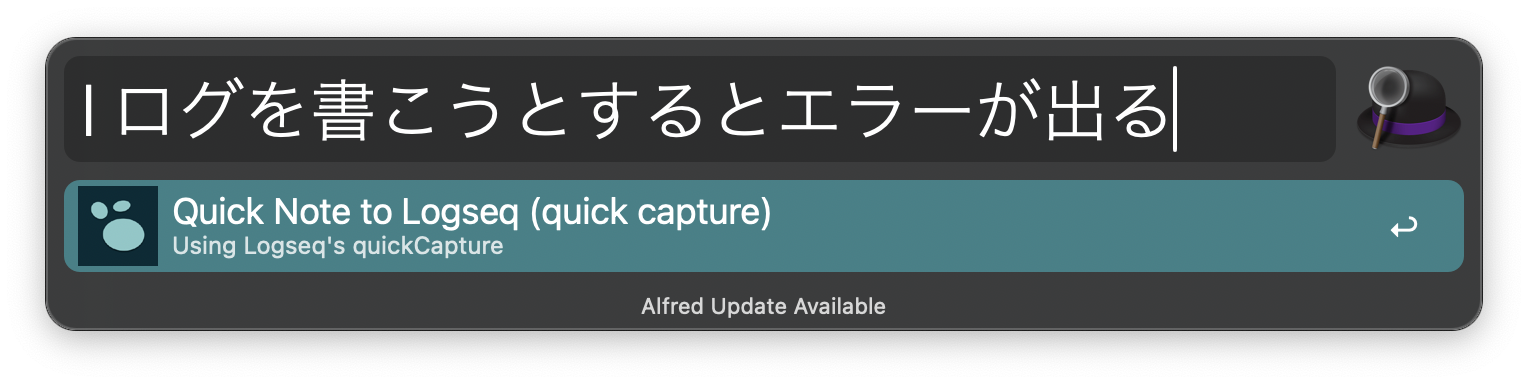 l ログを書こうとするとエラーが出る
Quick Note to Logseq (quick capture)
Using Logseq's quickCapture
Alfred Update Available